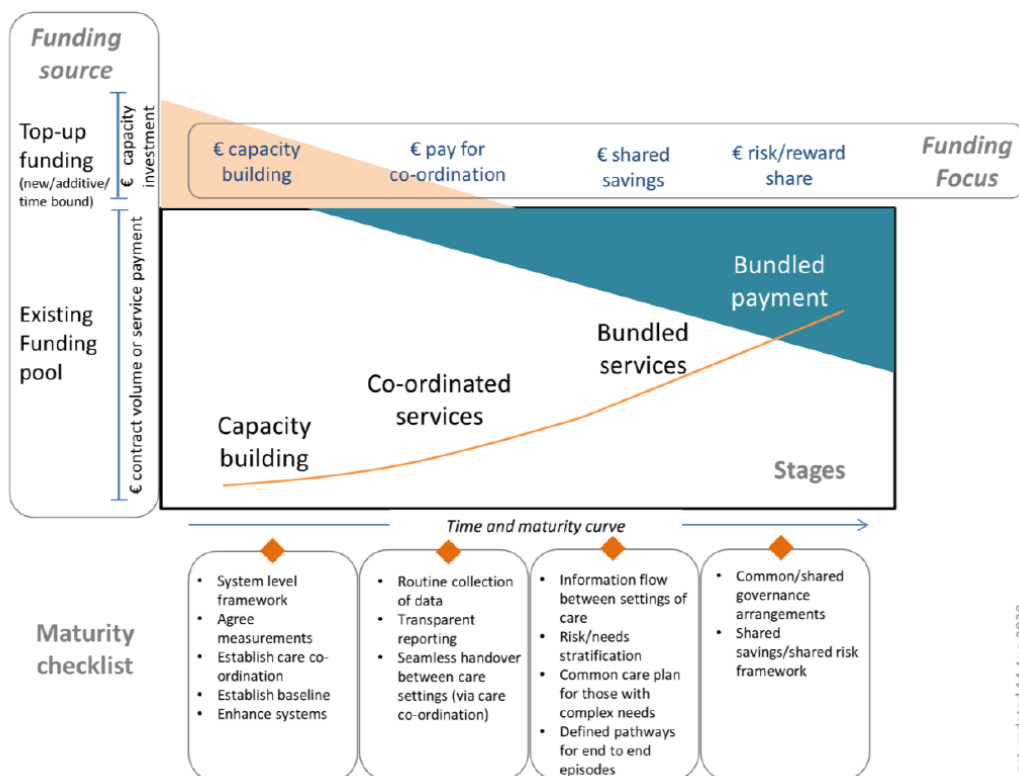 Funding
source
Top-up
funding
(new/additive/
time bound)
€ capacity
investment
€ capacity
building
€ pay for
co-ordination
€ shared
savings
€ risk/reward
share
Funding
Focus
Existing
Funding
pool
€ contract volume or service payment
Capacity
building
Co-ordinated
services
Bundled
services
Bundled
payment
Stages
Time and maturity curve
Maturity
checklist
• System level
framework
• Agree
measurements
• Establish care co-
ordination
• Establish baseline
• Enhance systems
• Routine collection
of data
• Transparent
reporting
• Seamless handover
between care
settings (via care
co-ordination)
• Information flow
between settings of
care
• Risk/needs
stratification
• Common care plan
for those with
complex needs
• Defined pathways
for end to end
episodes
• Common/shared
governance
arrangements
• Shared
savings/shared risk
framework